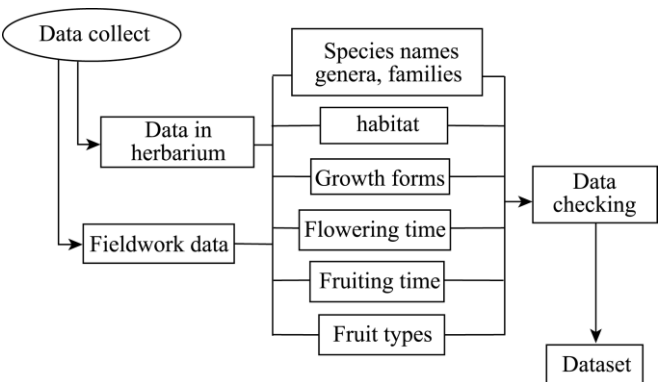 Data collect
Species names
genera, families
Data in
herbarium
habitat
Growth forms
Data
checking
Flowering time
Fieldwork data
Fruiting time
Fruit types
Dataset